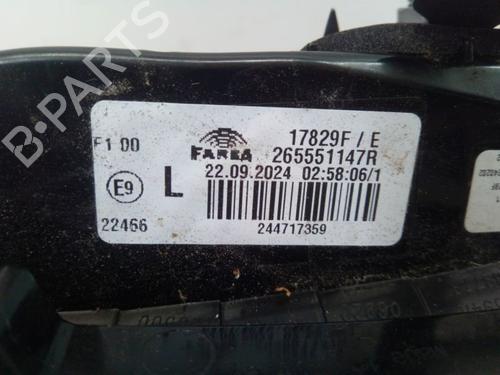 17829F / E
F1 00 FARBA 265551147R
E9 L 22.09.2024 02:58:06/1
22466 244717359
B-PARTS